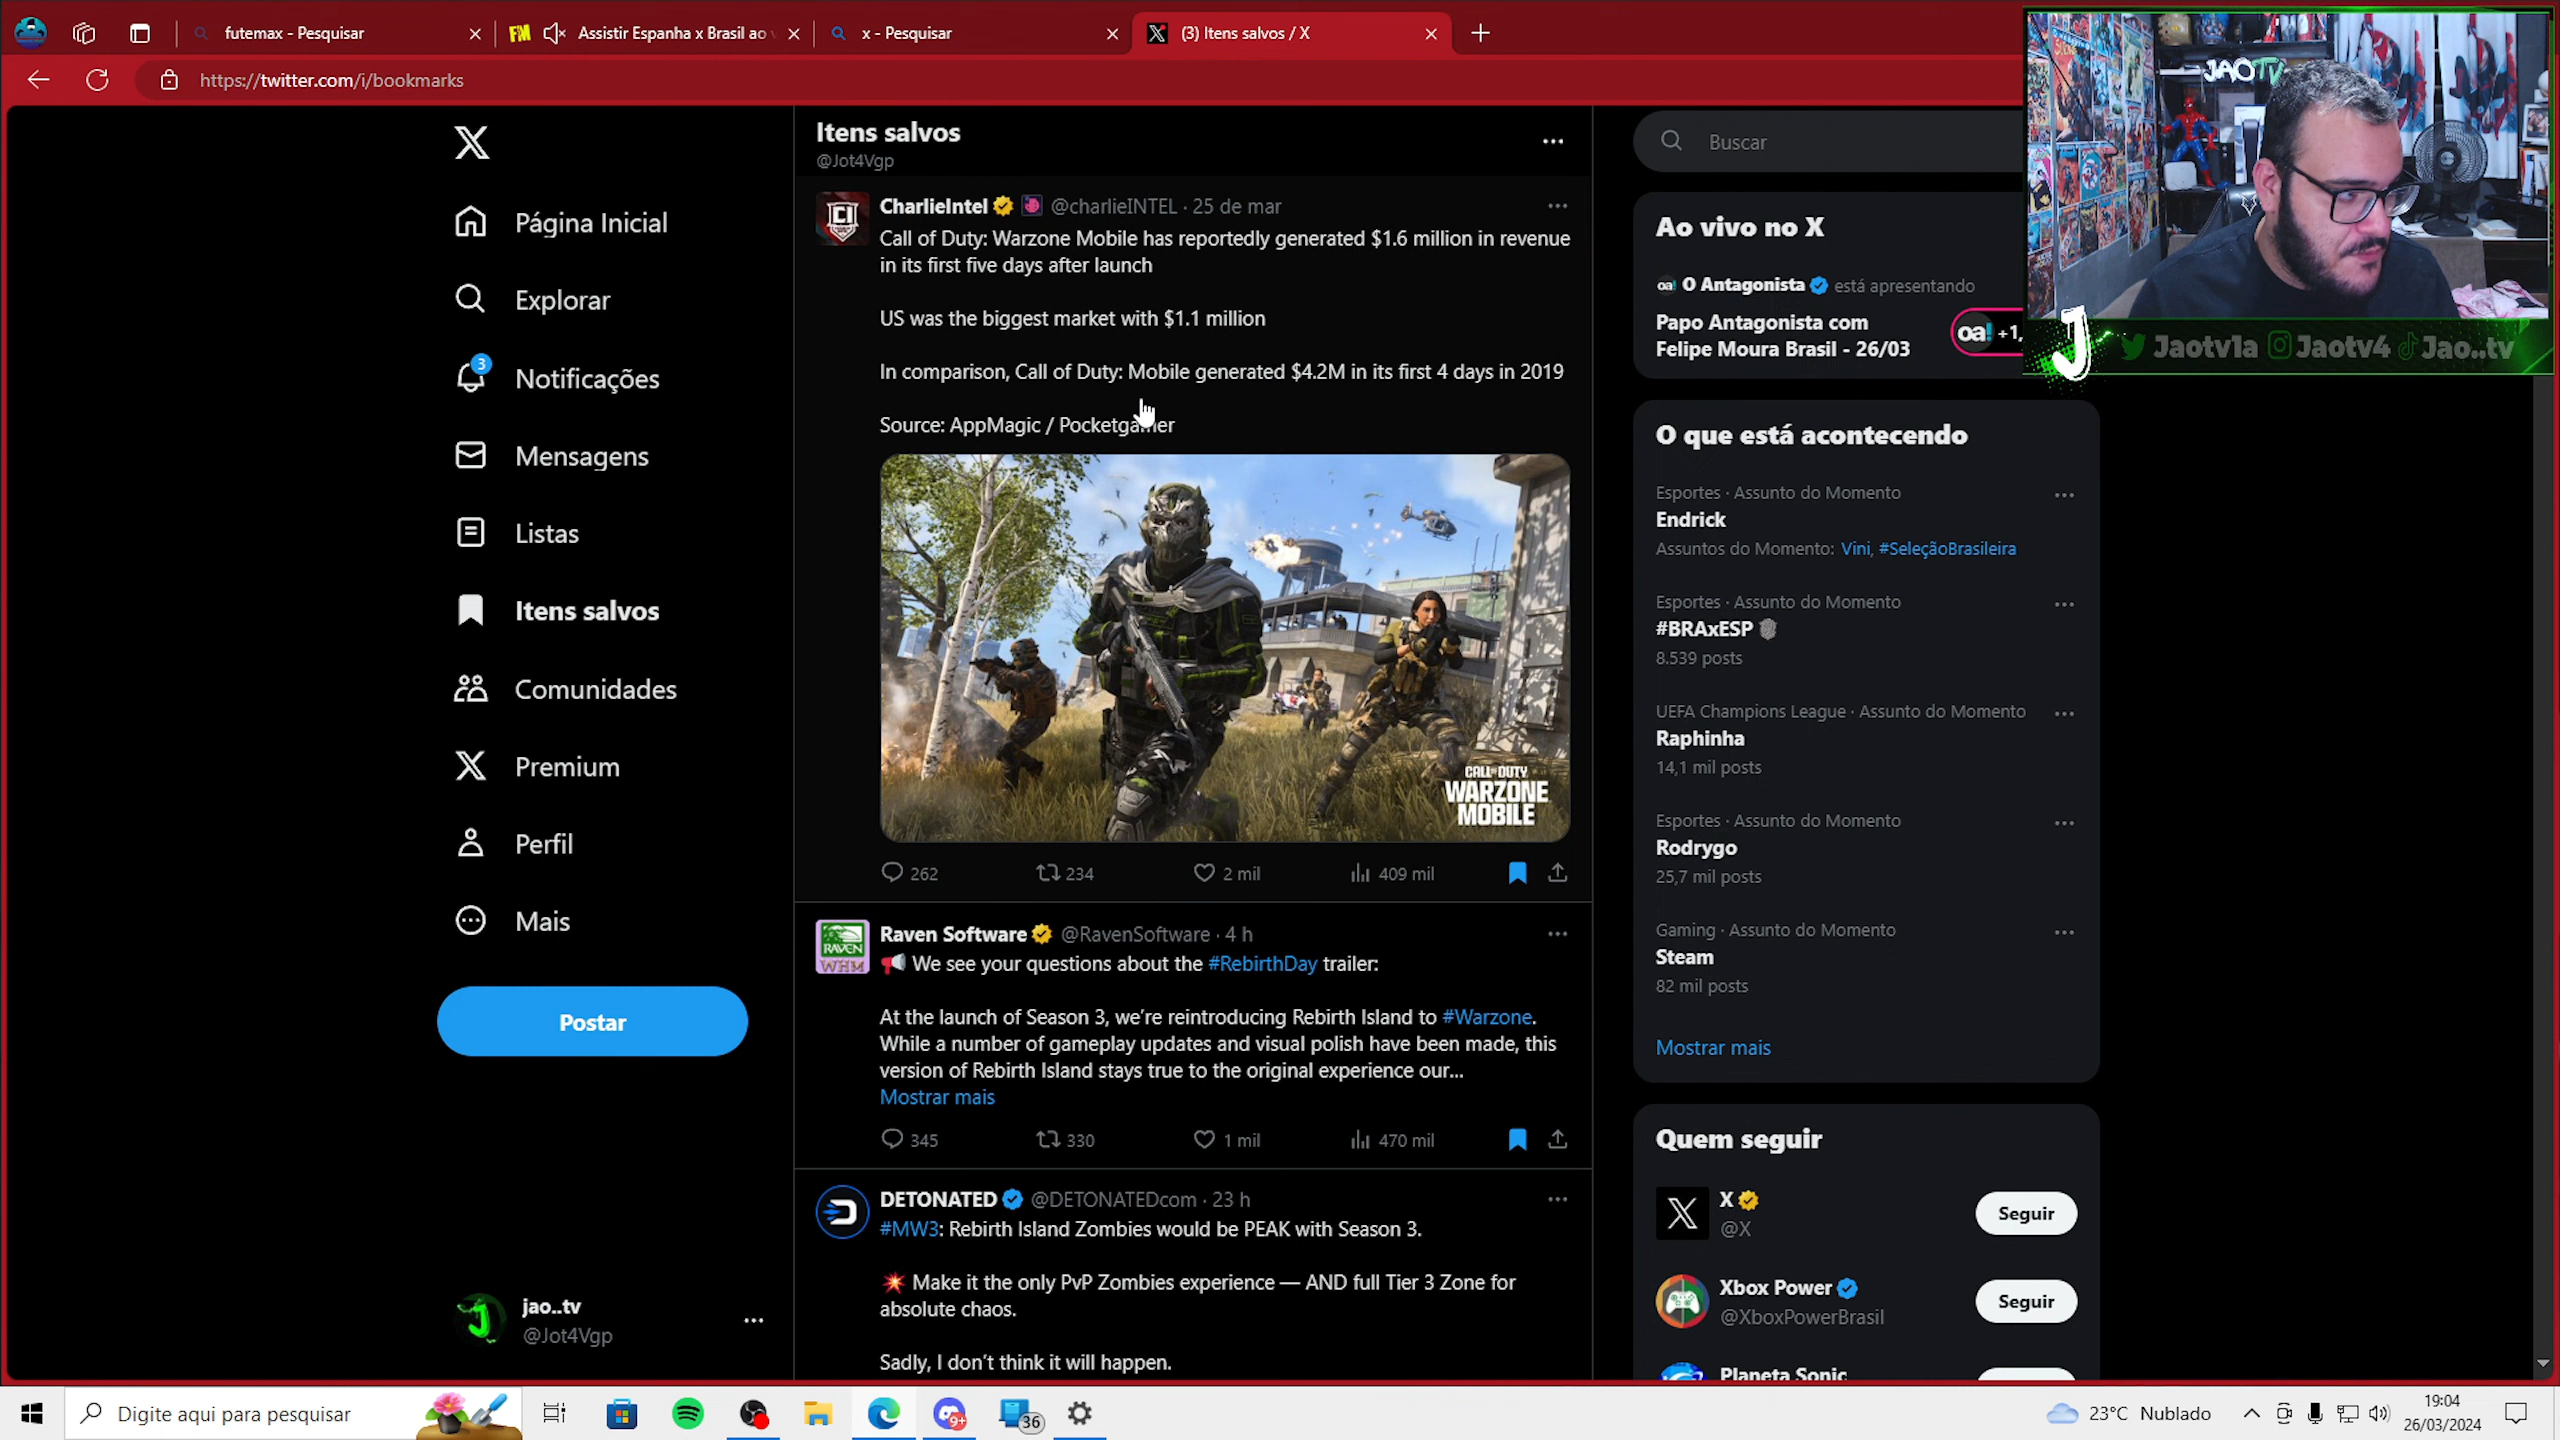 futemax - Pesquisar
FM Assistir Espanha x Brasil ao v
x - Pesquisar
(3) Itens salvos / X
https://twitter.com/i/bookmarks
Página Inicial
Explorar
3
Notificações
Mensagens
Listas
Itens salvos
Comunidades
Premium
Perfil
Mais
Postar
jao..tv
@Jot4Vgp
Itens salvos
@Jot4Vgp
CharlieIntel @charlieINTEL · 25 de mar
Call of Duty: Warzone Mobile has reportedly generated $1.6 million in revenue
in its first five days after launch
US was the biggest market with $1.1 million
In comparison, Call of Duty: Mobile generated $4.2M in its first 4 days in 2019
Source: AppMagic / Pocketgamer
CALL OF DUTY
WARZONE
MOBILE
262 234 2 mil 409 mil
RAVEN
WHM
Raven Software @RavenSoftware · 4 h
We see your questions about the #RebirthDay trailer:
At the launch of Season 3, we're reintroducing Rebirth Island to #Warzone.
While a number of gameplay updates and visual polish have been made, this
version of Rebirth Island stays true to the original experience our...
Mostrar mais
345 330 1 mil 470 mil
DETONATED @DETONATEDcom · 23 h
#MW3: Rebirth Island Zombies would be PEAK with Season 3.
Make it the only PvP Zombies experience — AND full Tier 3 Zone for
absolute chaos.
Sadly, I don't think it will happen.
Buscar
Ao vivo no X
oa! O Antagonista está apresentando
Papo Antagonista com
Felipe Moura Brasil - 26/03
oa! +1,
JAOTV
J
Jaotv1a Jaotv4 Jao..tv
O que está acontecendo
Esportes · Assunto do Momento
Endrick
Assuntos do Momento: Vini, #SeleçãoBrasileira
Esportes · Assunto do Momento
#BRAxESP
8.539 posts
UEFA Champions League · Assunto do Momento
Raphinha
14,1 mil posts
Esportes · Assunto do Momento
Rodrygo
25,7 mil posts
Gaming · Assunto do Momento
Steam
82 mil posts
Mostrar mais
Quem seguir
X
@X
Seguir
Xbox Power
@XboxPowerBrasil
Seguir
Planeta Sonic
Digite aqui para pesquisar
9+
36
23°C Nublado
19:04
26/03/2024